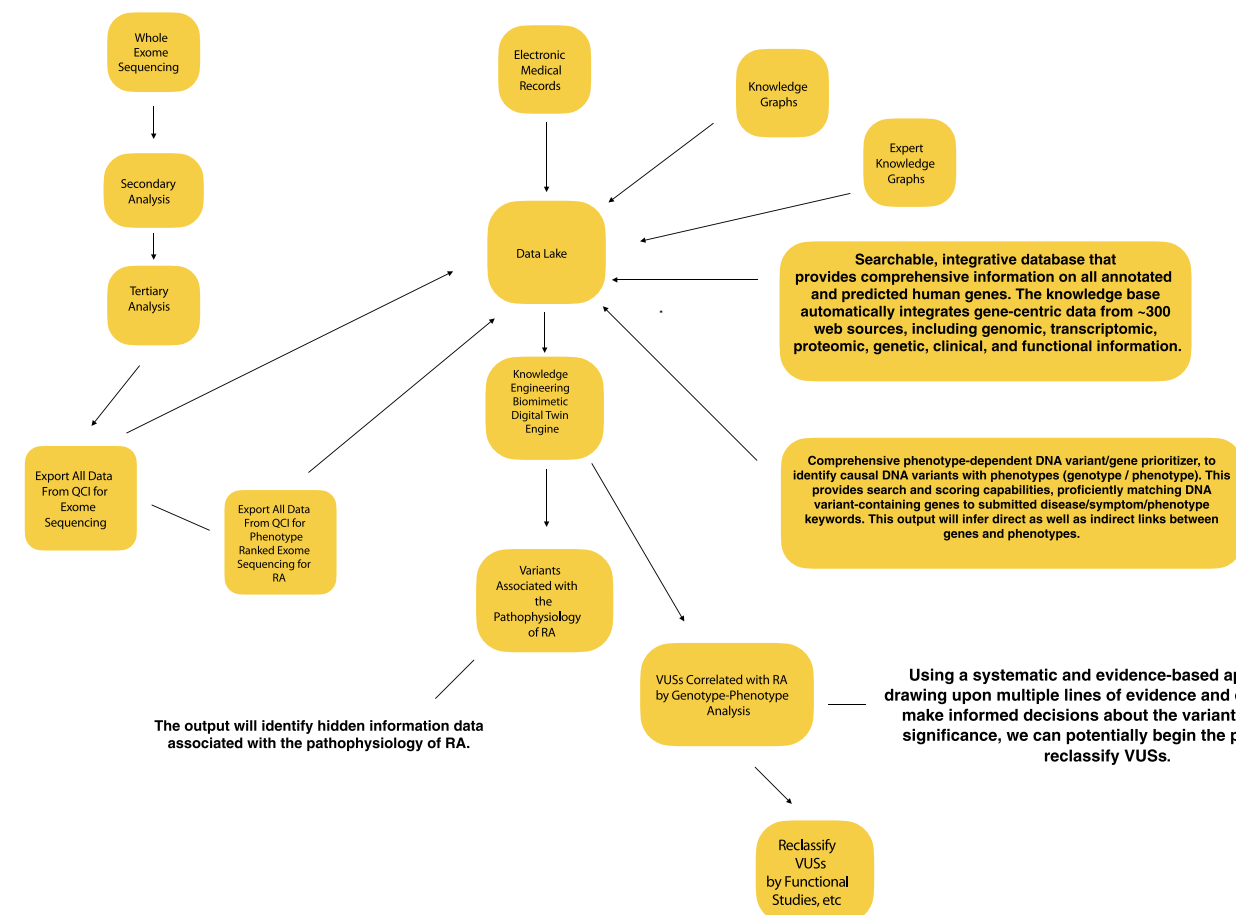 Whole
Exome
Sequencing
Electronic
Medical
Records
Knowledge
Graphs
Expert
Knowledge
Graphs
Secondary
Analysis
Data Lake
Searchable, integrative database that
provides comprehensive information on all annotated
and predicted human genes. The knowledge base
automatically integrates gene-centric data from ~300
web sources, including genomic, transcriptomic,
proteomic, genetic, clinical, and functional information.
Tertiary
Analysis
Knowledge
Engineering
Biomimetic
Digital Twin
Engine
Export All Data
From QCI for
Exome
Sequencing
Export All Data
From QCI for
Phenotype
Ranked Exome
Sequencing for
RA
Comprehensive phenotype-dependent DNA variant/gene prioritizer, to
identify causal DNA variants with phenotypes (genotype / phenotype). This
provides search and scoring capabilities, proficiently matching DNA
variant-containing genes to submitted disease/symptom/phenotype
keywords. This output will infer direct as well as indirect links between
genes and phenotypes.
Variants
Associated with
the
Pathophysiology
of RA
VUSs Correlated with RA
by Genotype-Phenotype
Analysis
The output will identify hidden information data
associated with the pathophysiology of RA.
Using a systematic and evidence-based
drawing upon multiple lines of evidence and
make informed decisions about the variant
significance, we can potentially begin the
reclassify VUSs.
Reclassify
VUSs
by Functional
Studies, etc